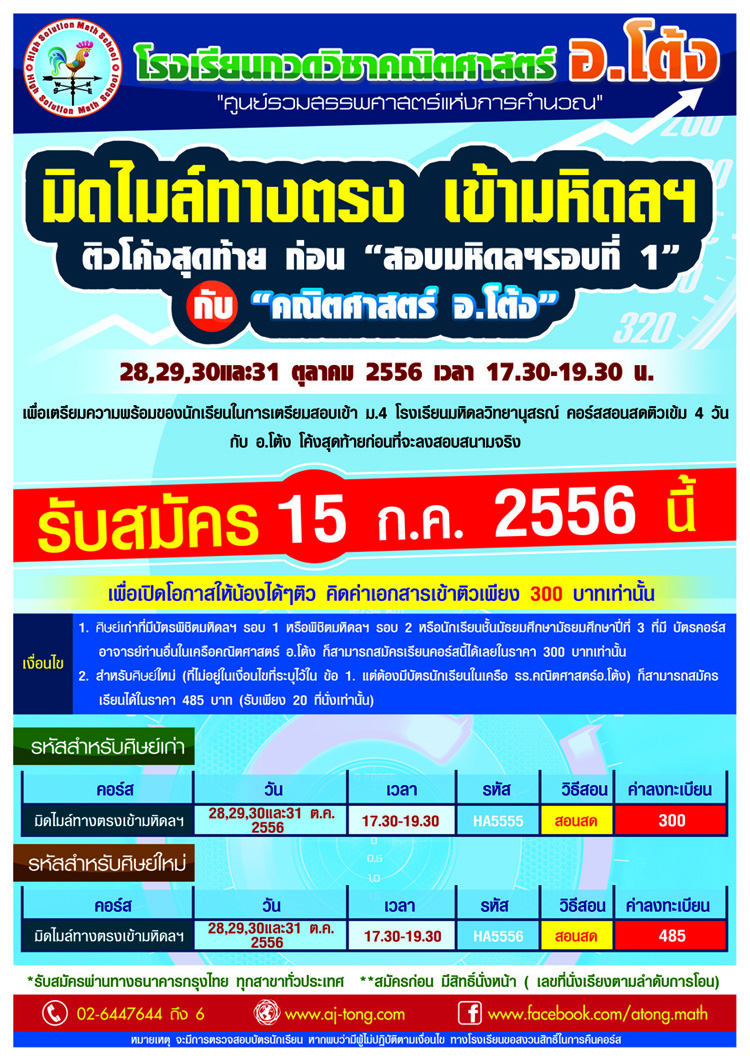 High Solution Math School
High Solution Math School
โรงเรียนกวดวิชาคณิตศาสตร์ อ.โต้ง
"ศูนย์รวมสรรพศาสตร์แห่งการคำนวณ"
200
320
มิดไมล์ทางตรง เข้ามหิดลฯ
ติวโค้งสุดท้าย ก่อน “สอบมหิดลฯรอบที่ 1”
กับ “คณิตศาสตร์ อ.โต้ง”
28,29,30และ31 ตุลาคม 2556 เวลา 17.30-19.30 น.
เพื่อเตรียมความพร้อมของนักเรียนในการเตรียมสอบเข้า ม.4 โรงเรียนมหิดลวิทยานุสรณ์ คอร์สสอนสดติวเข้ม 4 วัน
กับ อ.โต้ง โค้งสุดท้ายก่อนที่จะลงสอบสนามจริง
รับสมัคร 15 ก.ค. 2556 นี้
เพื่อเปิดโอกาสให้น้องได้ๆติว คิดค่าเอกสารเข้าติวเพียง 300 บาทเท่านั้น
เงื่อนไข
1. ศิษย์เก่าที่มีบัตรพิชิตมหิดลฯ รอบ 1 หรือพิชิตมหิดลฯ รอบ 2 หรือนักเรียนชั้นมัธยมศึกษามัธยมศึกษาปีที่ 3 ที่มี บัตรคอร์ส
อาจารย์ท่านอื่นในเครือคณิตศาสตร์ อ.โต้ง ก็สามารถสมัครเรียนคอร์สนี้ได้เลยในราคา 300 บาทเท่านั้น
2. สำหรับศิษย์ใหม่ (ที่ไม่อยู่ในเงื่อนไขที่ระบุไว้ใน ข้อ 1. แต่ต้องมีบัตรนักเรียนในเครือ รร.คณิตศาสตร์อ.โต้ง) ก็สามารถสมัคร
เรียนได้ในราคา 485 บาท (รับเพียง 20 ที่นั่งเท่านั้น)
รหัสสำหรับศิษย์เก่า
คอร์ส วัน เวลา รหัส วิธีสอน ค่าลงทะเบียน
มิดไมล์ทางตรงเข้ามหิดลฯ 28,29,30และ31 ต.ค. 2556 17.30-19.30 HA5555 สอนสด 300
0
0.5
1.0
รหัสสำหรับศิษย์ใหม่
คอร์ส วัน เวลา รหัส วิธีสอน ค่าลงทะเบียน
มิดไมล์ทางตรงเข้ามหิดลฯ 28,29,30และ31 ต.ค. 2556 17.30-19.30 HA5556 สอนสด 485
*รับสมัครผ่านทางธนาคารกรุงไทย ทุกสาขาทั่วประเทศ **สมัครก่อน มีสิทธิ์นั่งหน้า ( เลขที่นั่งเรียงตามลำดับการโอน)
02-6447644 ถึง 6 www.aj-tong.com f www.facebook.com/atong.math
หมายเหตุ จะมีการตรวจสอบบัตรนักเรียน หากพบว่ามีผู้ไม่ปฏิบัติตามเงื่อนไข ทางโรงเรียนขอสงวนสิทธิ์ในการคืนคอร์ส